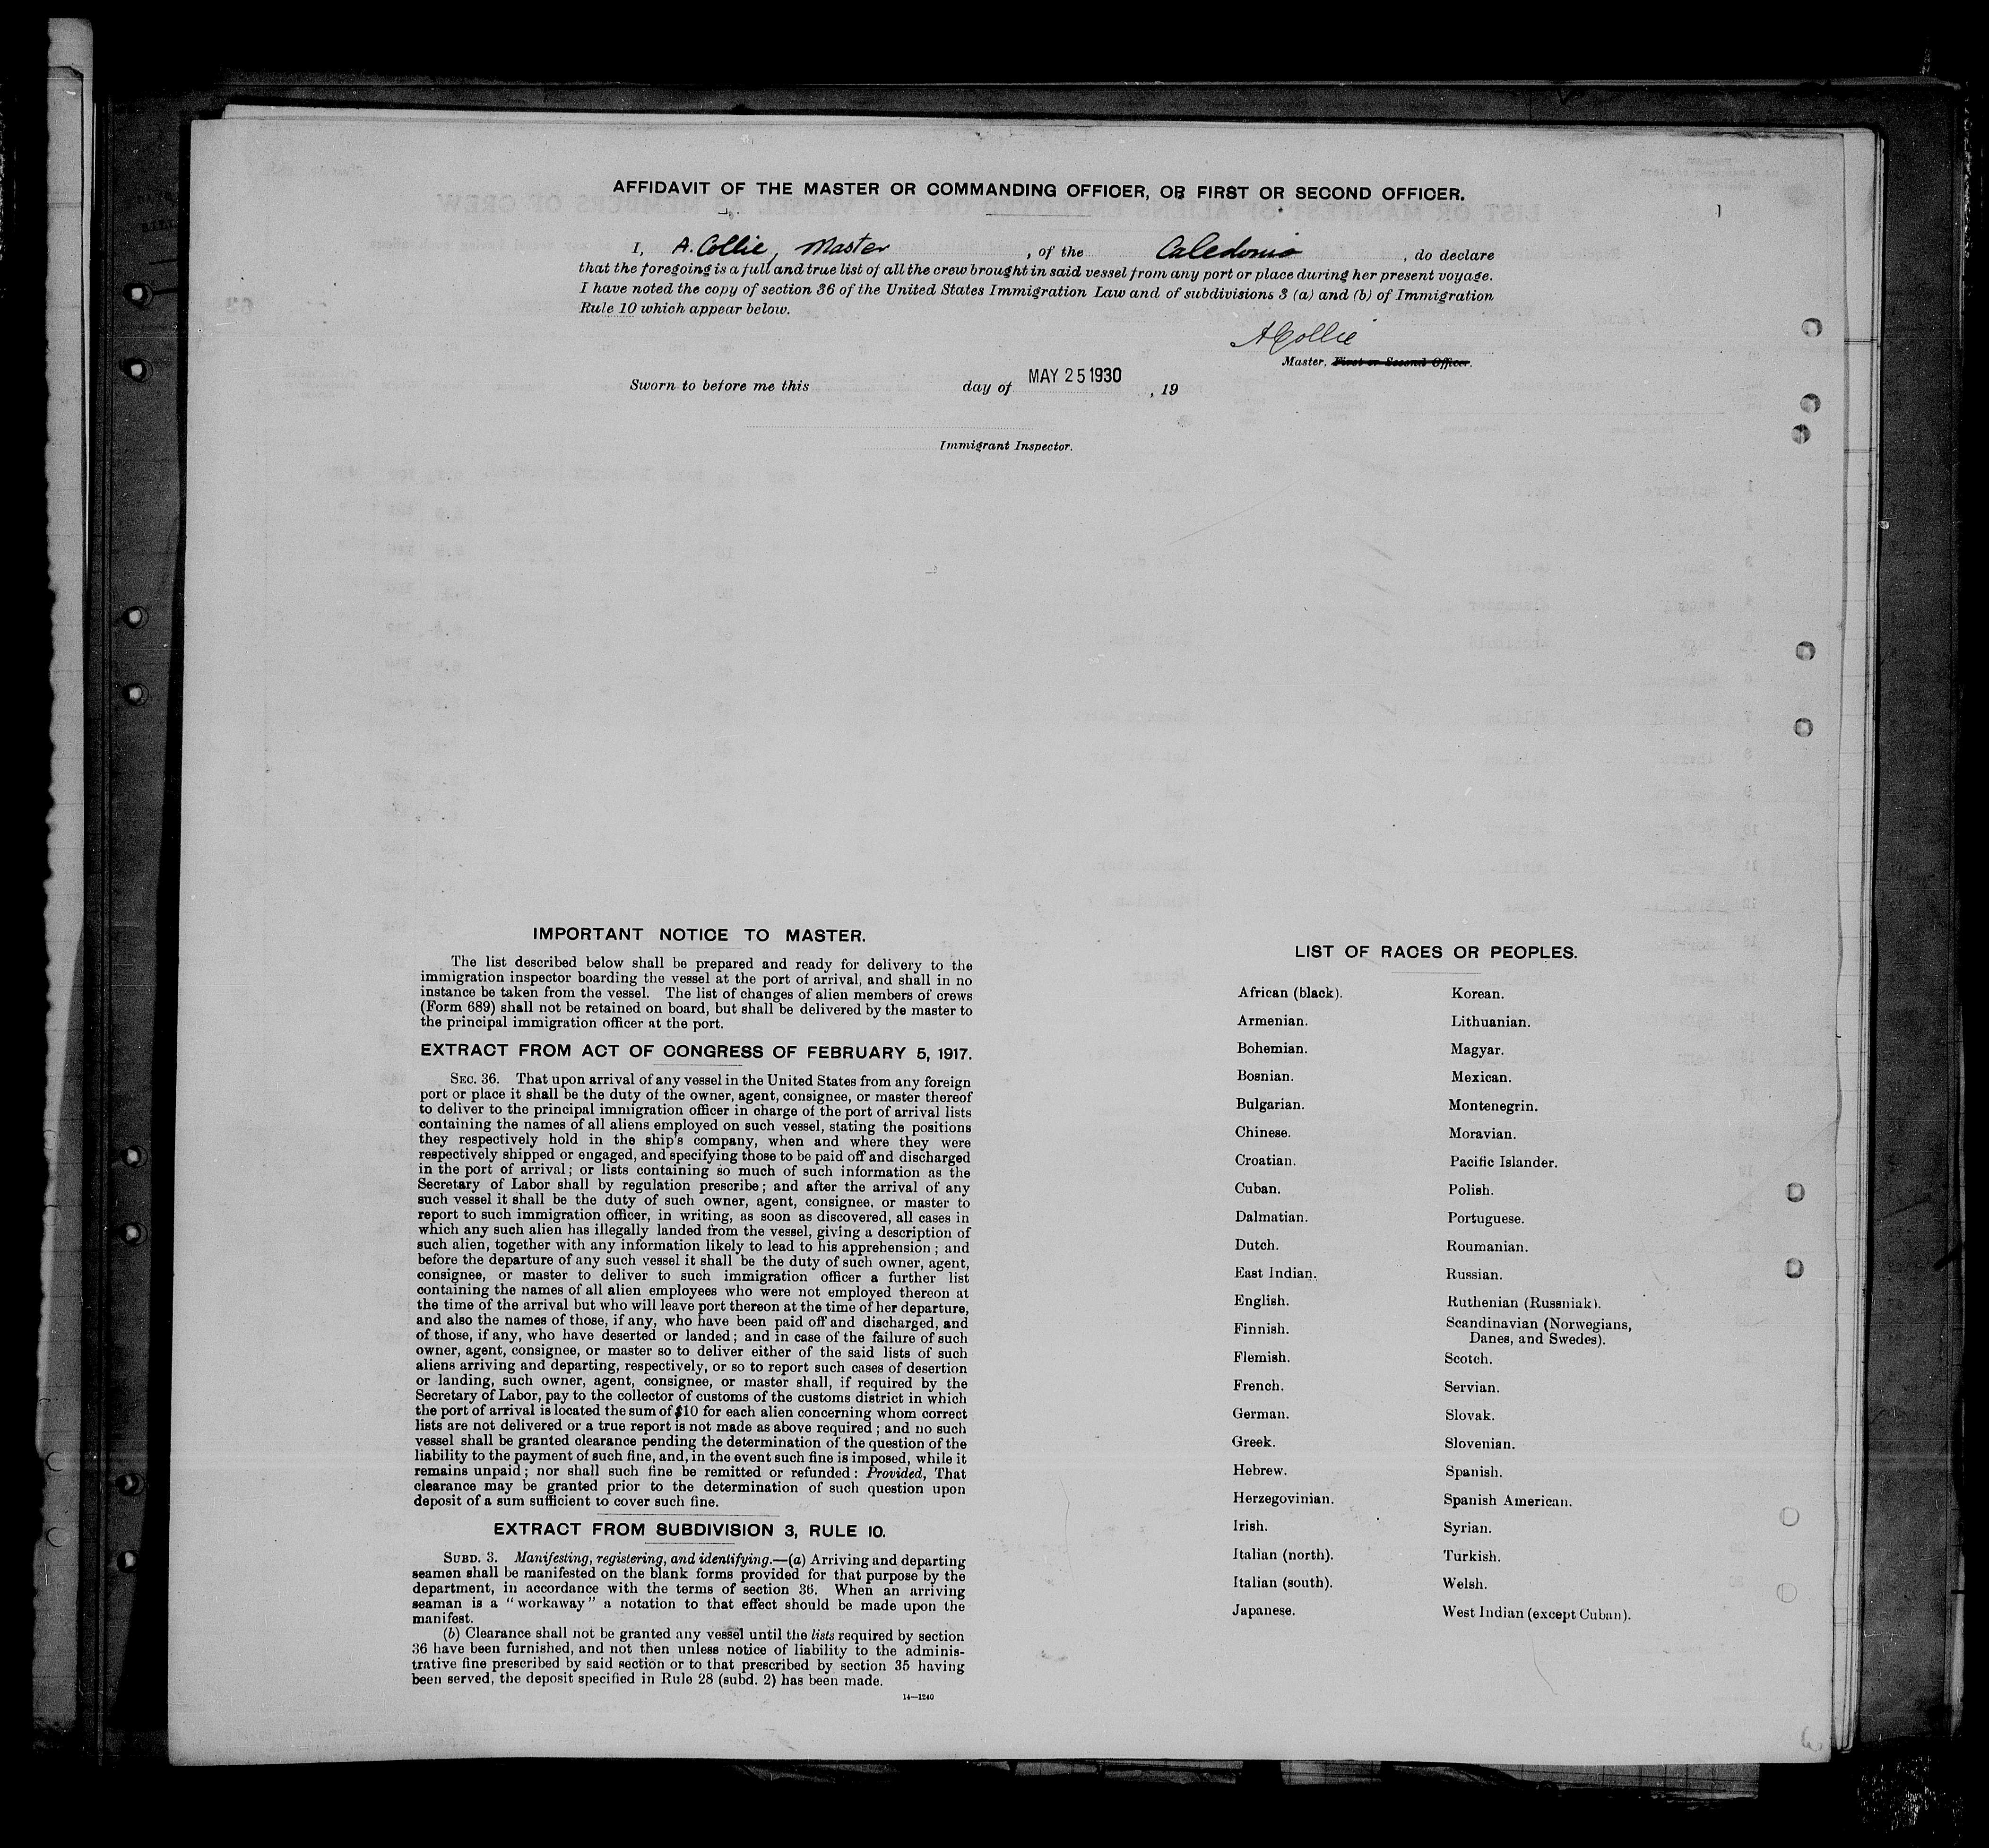 AFFIDAVIT OF THE MASTER OR COMMANDING OFFICER, OR FIRST OR SECOND OFFICER.
I, A. Collie, Master, of the Caledonia, do declare
that the foregoing is a full and true list of all the crew brought in said vessel from any port or place during her present voyage.
I have noted the copy of section 36 of the United States Immigration Law and of subdivisions 3 (a) and (b) of Immigration
Rule 10 which appear below.
A Collie
Master, First or Second Officer.
Sworn to before me this day of MAY 25 1930, 19
Immigrant Inspector.
IMPORTANT NOTICE TO MASTER.
The list described below shall be prepared and ready for delivery to the
immigration inspector boarding the vessel at the port of arrival, and shall in no
instance be taken from the vessel. The list of changes of alien members of crews
(Form 689) shall not be retained on board, but shall be delivered by the master to
the principal immigration officer at the port.
EXTRACT FROM ACT OF CONGRESS OF FEBRUARY 5, 1917.
SEC. 36. That upon arrival of any vessel in the United States from any foreign
port or place it shall be the duty of the owner, agent, consignee, or master thereof
to deliver to the principal immigration officer in charge of the port of arrival lists
containing the names of all aliens employed on such vessel, stating the positions
they respectively hold in the ship's company, when and where they were
respectively shipped or engaged, and specifying those to be paid off and discharged
in the port of arrival; or lists containing so much of such information as the
Secretary of Labor shall by regulation prescribe; and after the arrival of any
such vessel it shall be the duty of such owner, agent, consignee, or master to
report to such immigration officer, in writing, as soon as discovered, all cases in
which any such alien has illegally landed from the vessel, giving a description of
such alien, together with any information likely to lead to his apprehension; and
before the departure of any such vessel it shall be the duty of such owner, agent,
consignee, or master to deliver to such immigration officer a further list
containing the names of all alien employees who were not employed thereon at
the time of the arrival but who will leave port thereon at the time of her departure,
and also the names of those, if any, who have been paid off and discharged, and
of those, if any, who have deserted or landed; and in case of the failure of such
owner, agent, consignee, or master so to deliver either of the said lists of such
aliens arriving and departing, respectively, or so to report such cases of desertion
or landing, such owner, agent, consignee, or master shall, if required by the
Secretary of Labor, pay to the collector of customs of the customs district in which
the port of arrival is located the sum of $10 for each alien concerning whom correct
lists are not delivered or a true report is not made as above required; and no such
vessel shall be granted clearance pending the determination of the question of the
liability to the payment of such fine, and, in the event such fine is imposed, while it
remains unpaid; nor shall such fine be remitted or refunded: Provided, That
clearance may be granted prior to the determination of such question upon
deposit of a sum sufficient to cover such fine.
EXTRACT FROM SUBDIVISION 3, RULE 10.
SUBD. 3. Manifesting, registering, and identifying.—(a) Arriving and departing
seamen shall be manifested on the blank forms provided for that purpose by the
department, in accordance with the terms of section 36. When an arriving
seaman is a "workaway" a notation to that effect should be made upon the
manifest.
(b) Clearance shall not be granted any vessel until the lists required by section
36 have been furnished, and not then unless notice of liability to the adminis-
trative fine prescribed by said section or to that prescribed by section 35 having
been served, the deposit specified in Rule 28 (subd. 2) has been made.
14—1240
LIST OF RACES OR PEOPLES.
African (black).
Armenian.
Bohemian.
Bosnian.
Bulgarian.
Chinese.
Croatian.
Cuban.
Dalmatian.
Dutch.
East Indian.
English.
Finnish.
Flemish.
French.
German.
Greek.
Hebrew.
Herzegovinian.
Irish.
Italian (north).
Italian (south).
Japanese.
Korean.
Lithuanian.
Magyar.
Mexican.
Montenegrin.
Moravian.
Pacific Islander.
Polish.
Portuguese.
Roumanian.
Russian.
Ruthenian (Russniak).
Scandinavian (Norwegians,
Danes, and Swedes).
Scotch.
Servian.
Slovak.
Slovenian.
Spanish.
Spanish American.
Syrian.
Turkish.
Welsh.
West Indian (except Cuban).